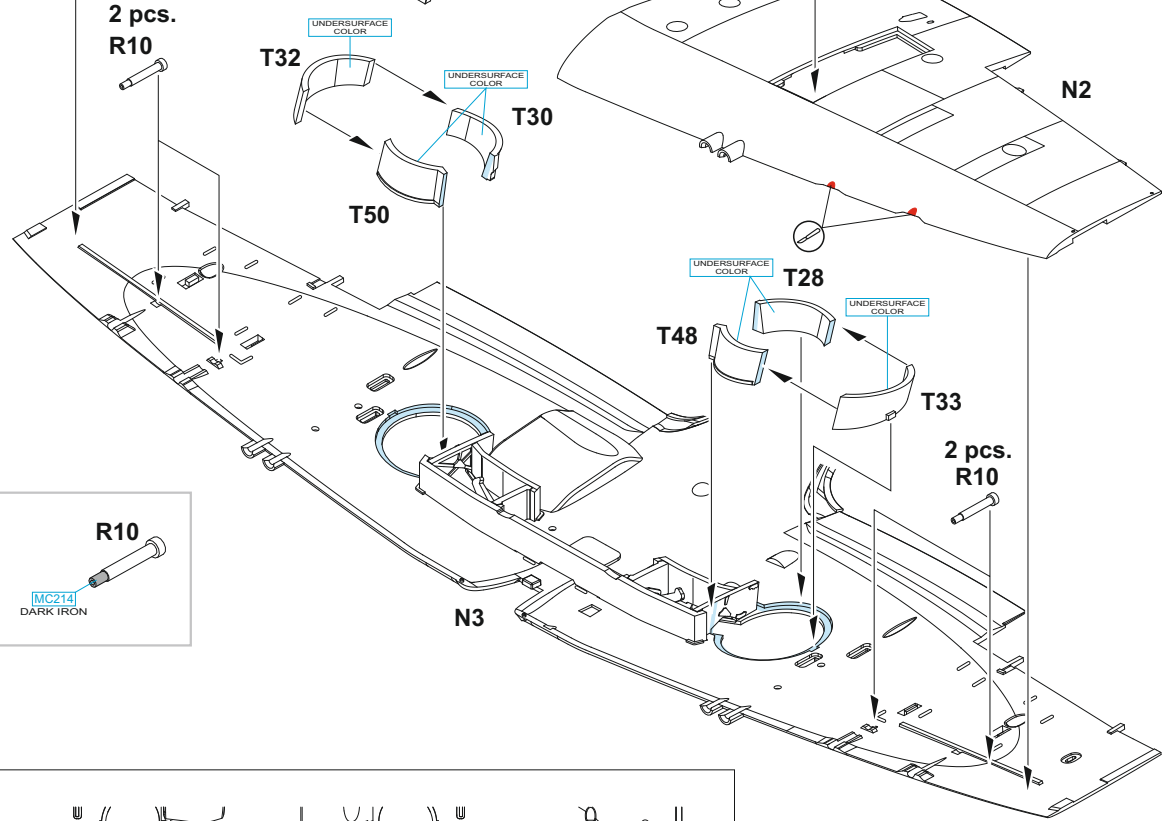 2 pcs.
R10
UNDERSURFACE
COLOR
T32
UNDERSURFACE
COLOR
T30
N2
T50
UNDERSURFACE
COLOR
T28
UNDERSURFACE
COLOR
T48
T33
2 pcs.
R10
R10
MC214
DARK IRON
N3